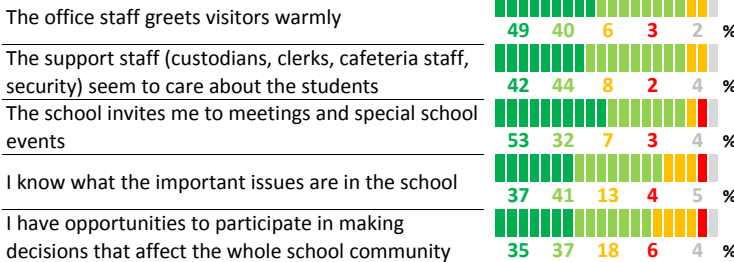 The office staff greets visitors warmly
49 40 6 3 2 %
The support staff (custodians, clerks, cafeteria staff,
security) seem to care about the students
42 44 8 2 4 %
The school invites me to meetings and special school
events
53 32 7 3 4 %
I know what the important issues are in the school
37 41 13 4 5 %
I have opportunities to participate in making
decisions that affect the whole school community
35 37 18 6 4 %